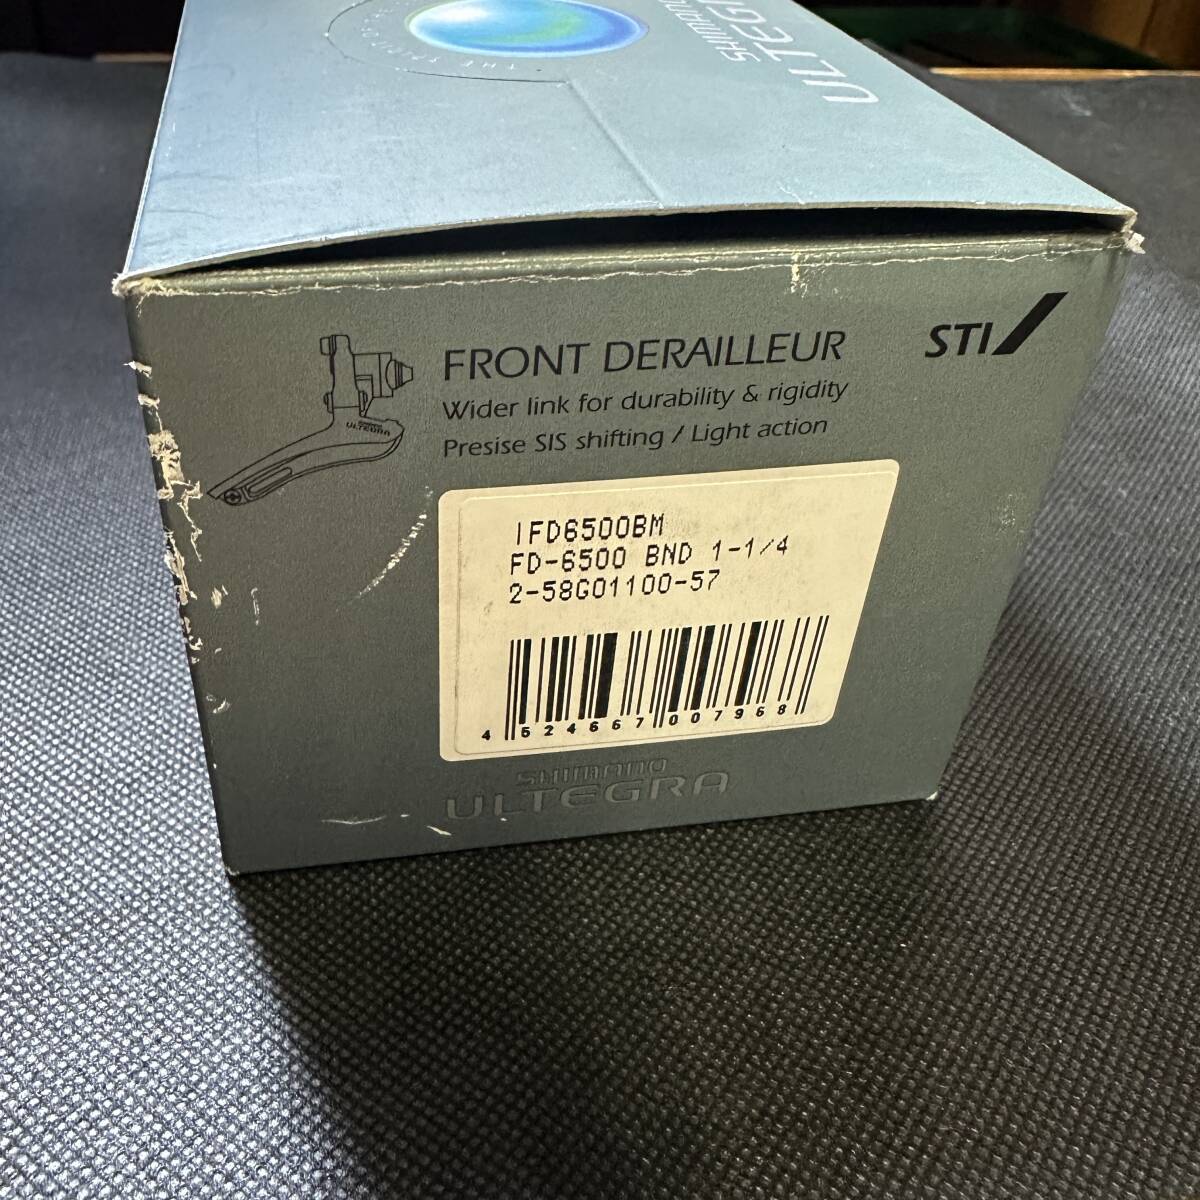 SHIMANO
FRONT DERAILLEUR
STI
Wider link for durability & rigidity
Presise SIS shifting / Light action
SHIMANO
ULTEGRA
IFD6500BM
FD-6500 BND 1-1/4
2-58G01100-57
4 524667 007968
SHIMANO
ULTEGRA